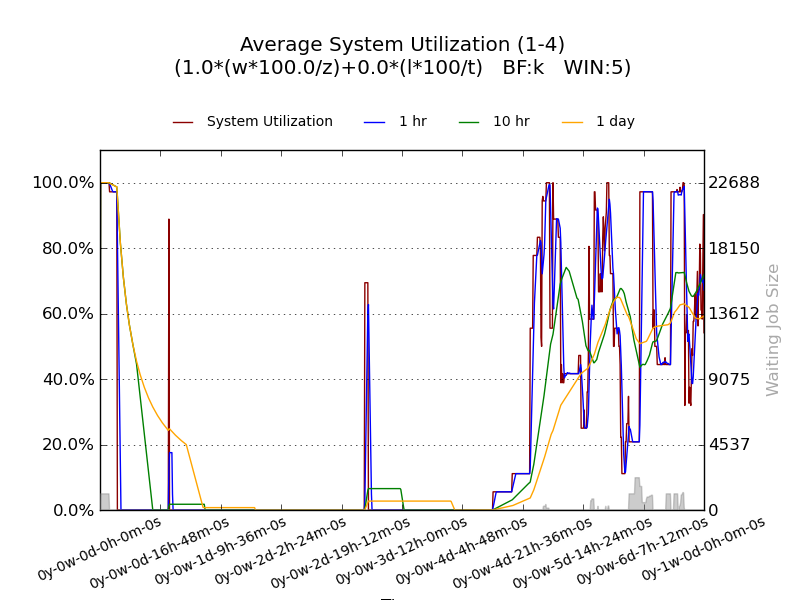 Average System Utilization (1-4)
(1.0*(w*100.0/z)+0.0*(l*100/t)   BF:k   WIN:5)
System Utilization   1 hr   10 hr   1 day
100.0%   22688
80.0%   18150
60.0%   13612
40.0%   9075
20.0%   4537
0.0%   0
Waiting Job Size
0y-0w-0d-0h-0m-0s
0y-0w-0d-16h-48m-0s
0y-0w-1d-9h-36m-0s
0y-0w-2d-2h-24m-0s
0y-0w-2d-19h-12m-0s
0y-0w-3d-12h-0m-0s
0y-0w-4d-4h-48m-0s
0y-0w-4d-21h-36m-0s
0y-0w-5d-14h-24m-0s
0y-0w-6d-7h-12m-0s
0y-1w-0d-0h-0m-0s